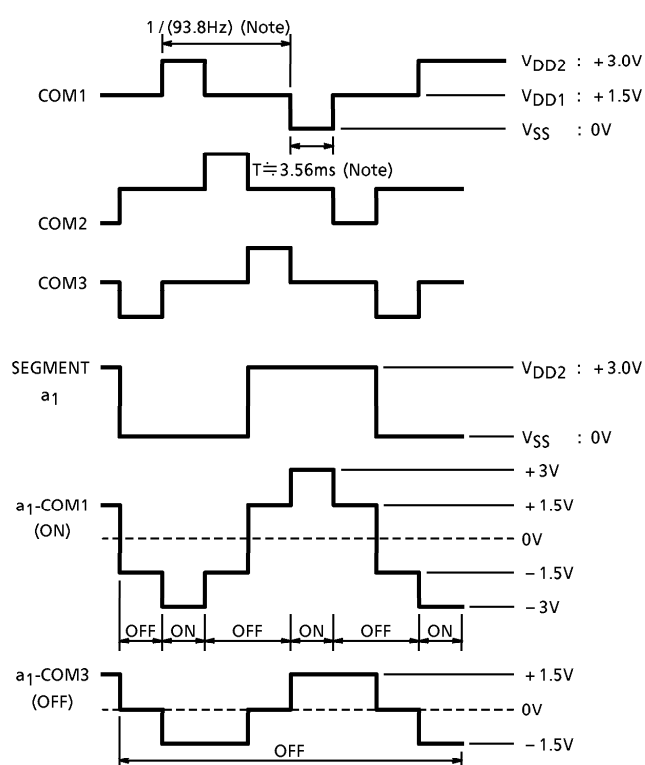 1/(93.8Hz) (Note)
COM1
VDD2 : +3.0V
VDD1 : +1.5V
VSS : 0V
T≒3.56ms (Note)
COM2
COM3
SEGMENT
a1
VDD2 : +3.0V
VSS : 0V
a1-COM1
(ON)
+3V
+1.5V
0V
−1.5V
−3V
OFF ON OFF ON OFF ON
a1-COM3
(OFF)
+1.5V
0V
−1.5V
OFF